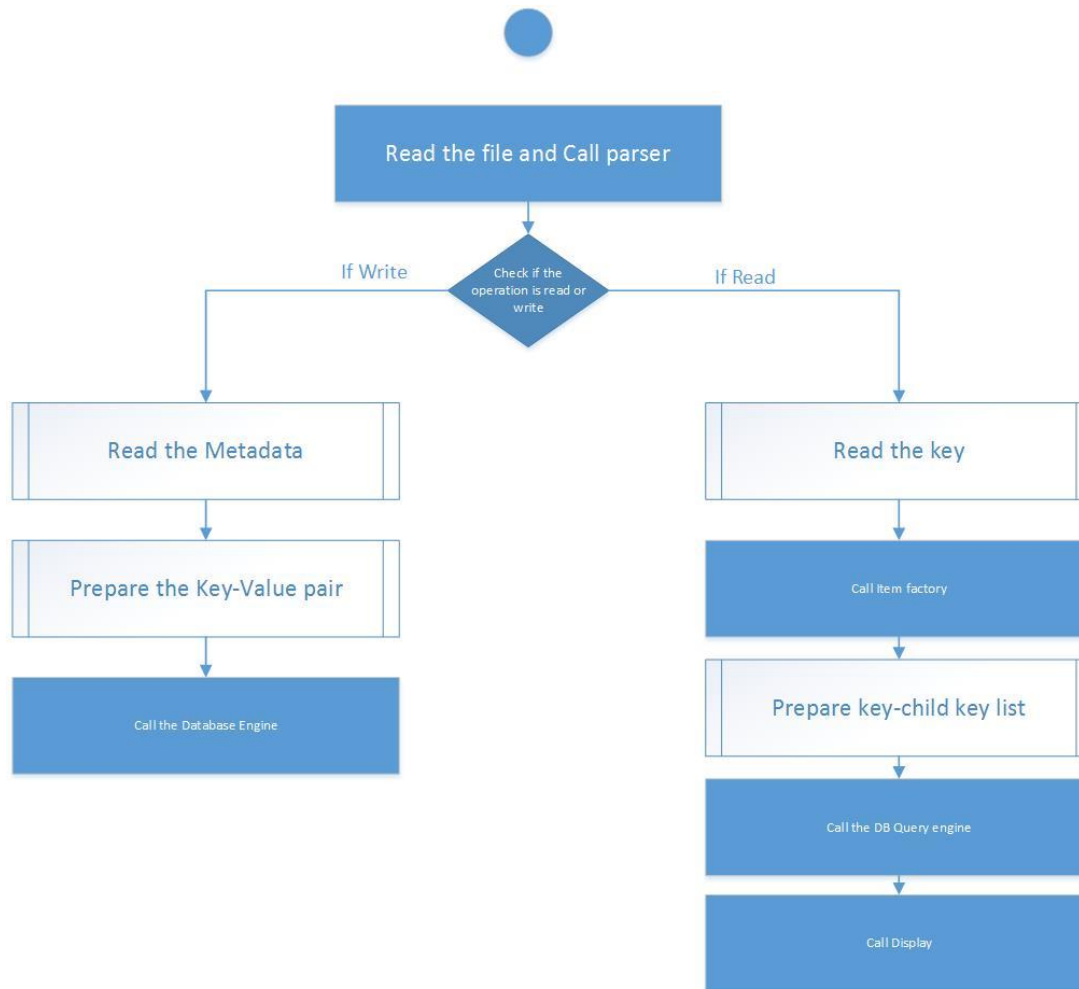 Read the file and Call parser
If Write
Check if the
operation is read or
write
If Read
Read the Metadata
Prepare the Key-Value pair
Call the Database Engine
Read the key
Call Item factory
Prepare key-child key list
Call the DB Query engine
Call Display